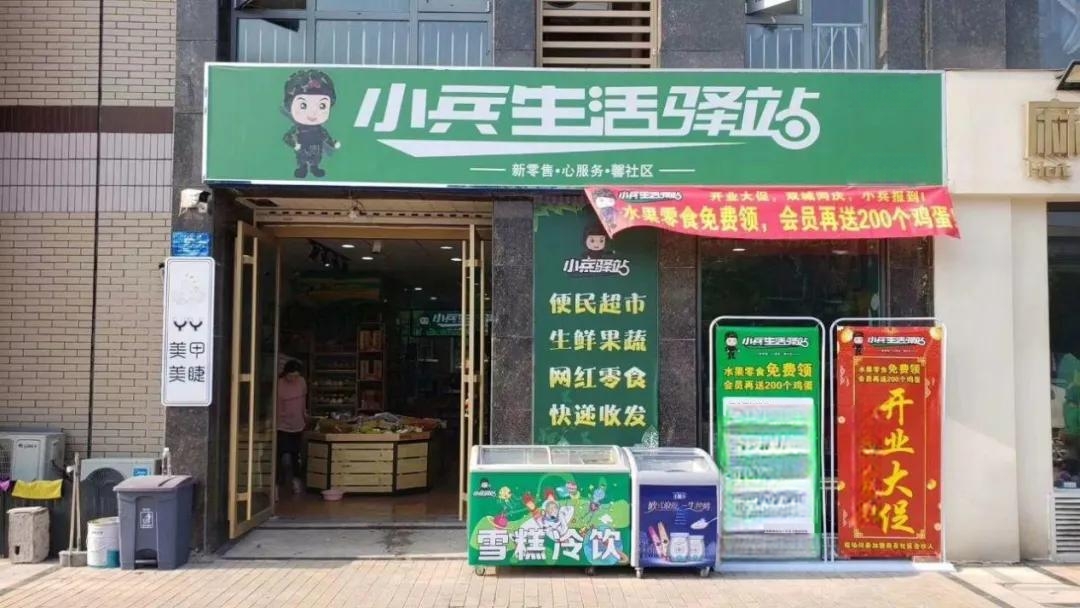 小兵生活驿站
新零售•心服务•馨社区
小兵生活驿站
开业大促，双城同庆，小兵报到！
水果零食免费领，会员再送200个鸡蛋！
小兵驿站
便民超市
生鲜果蔬
网红零食
快递收发
丫丫
美甲
美睫
小兵生活驿站
水果零食免费领
会员再送200个鸡蛋
小兵生活驿站
水果零食免费领
会员再送200个鸡蛋
开业大促
雪糕冷饮